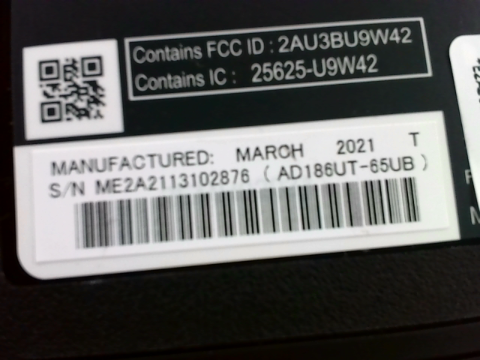 Contains FCC ID : 2AU3BU9W42
Contains IC : 25625-U9W42
MANUFACTURED: MARCH 2021 T
S/N ME2A2113102876 ( AD186UT-65UB )